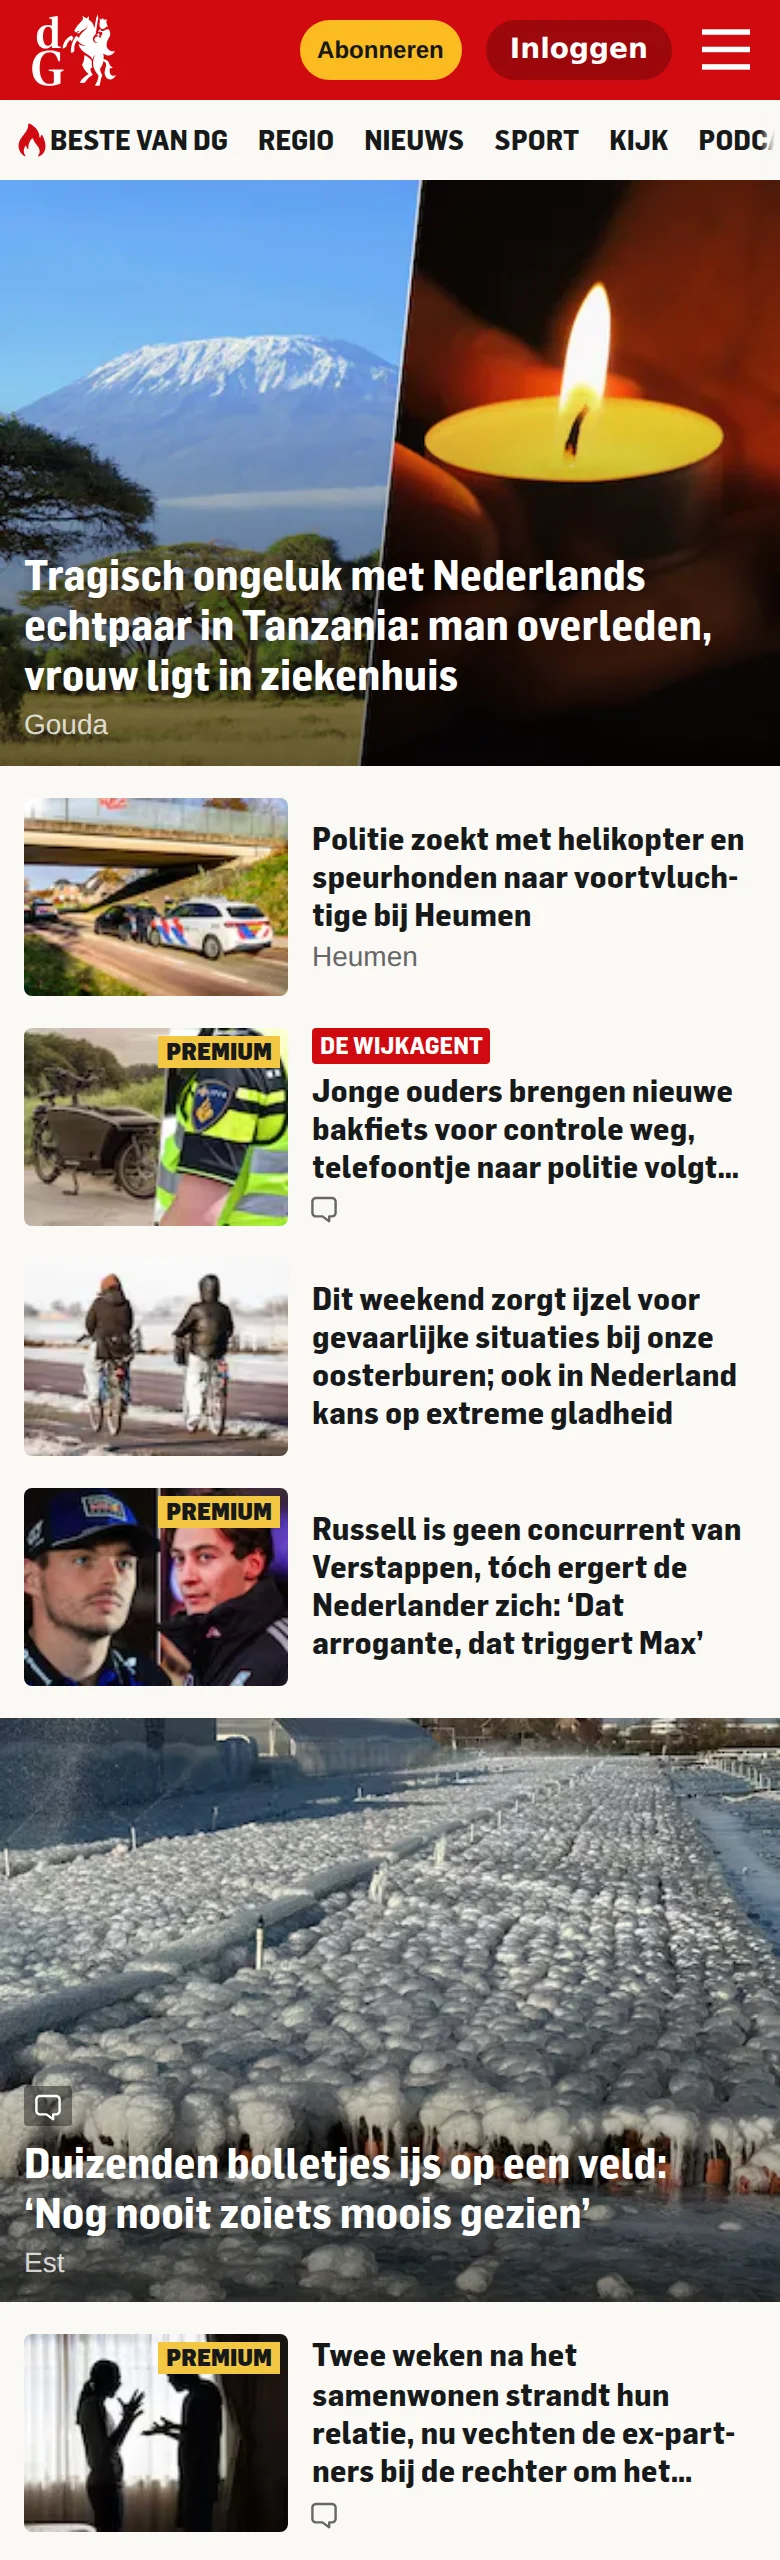 dG
Abonneren
Inloggen
BESTE VAN DG
REGIO
NIEUWS
SPORT
KIJK
PODCA
Tragisch ongeluk met Nederlands
echtpaar in Tanzania: man overleden,
vrouw ligt in ziekenhuis
Gouda
Politie zoekt met helikopter en
speurhonden naar voortvluch-
tige bij Heumen
Heumen
PREMIUM
DE WIJKAGENT
Jonge ouders brengen nieuwe
bakfiets voor controle weg,
telefoontje naar politie volgt...
Dit weekend zorgt ijzel voor
gevaarlijke situaties bij onze
oosterburen; ook in Nederland
kans op extreme gladheid
PREMIUM
Russell is geen concurrent van
Verstappen, tóch ergert de
Nederlander zich: ‘Dat
arrogante, dat triggert Max’
Duizenden bolletjes ijs op een veld:
‘Nog nooit zoiets moois gezien’
Est
PREMIUM
Twee weken na het
samenwonen strandt hun
relatie, nu vechten de ex-part-
ners bij de rechter om het...